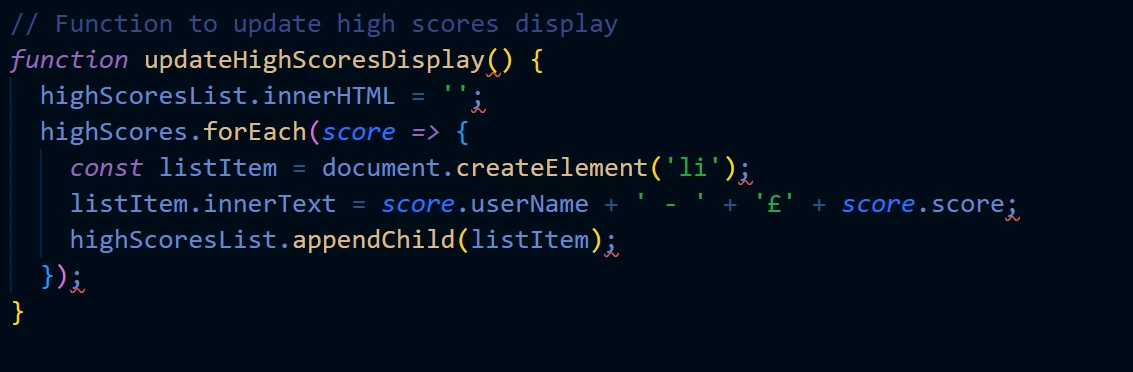 // Function to update high scores display
function updateHighScoresDisplay() {
  highScoresList.innerHTML = '';
  highScores.forEach(score => {
    const listItem = document.createElement('li');
    listItem.innerText = score.userName + ' - ' + '£' + score.score;
    highScoresList.appendChild(listItem);
  });
}